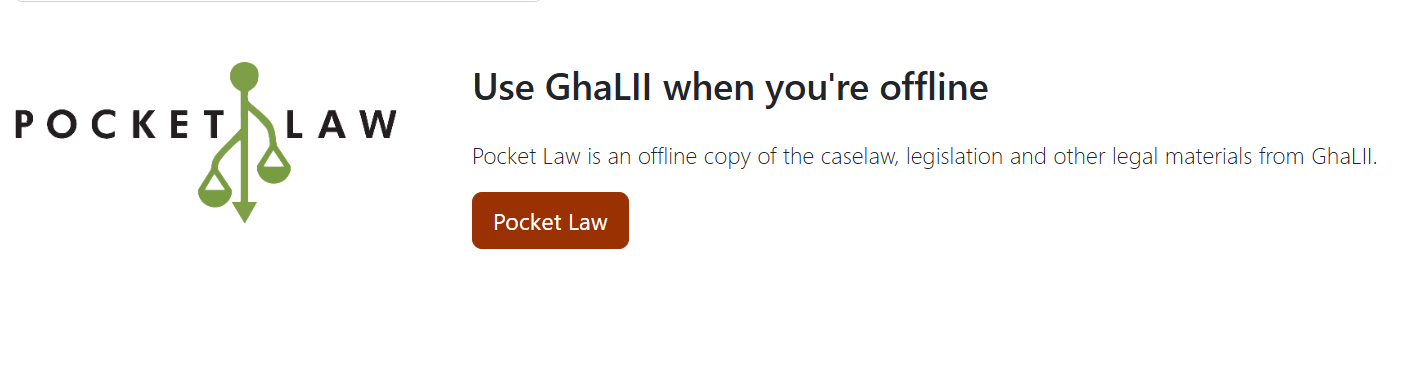 POCKET LAW
Use GhaLII when you're offline
Pocket Law is an offline copy of the caselaw, legislation and other legal materials from GhaLII.
Pocket Law